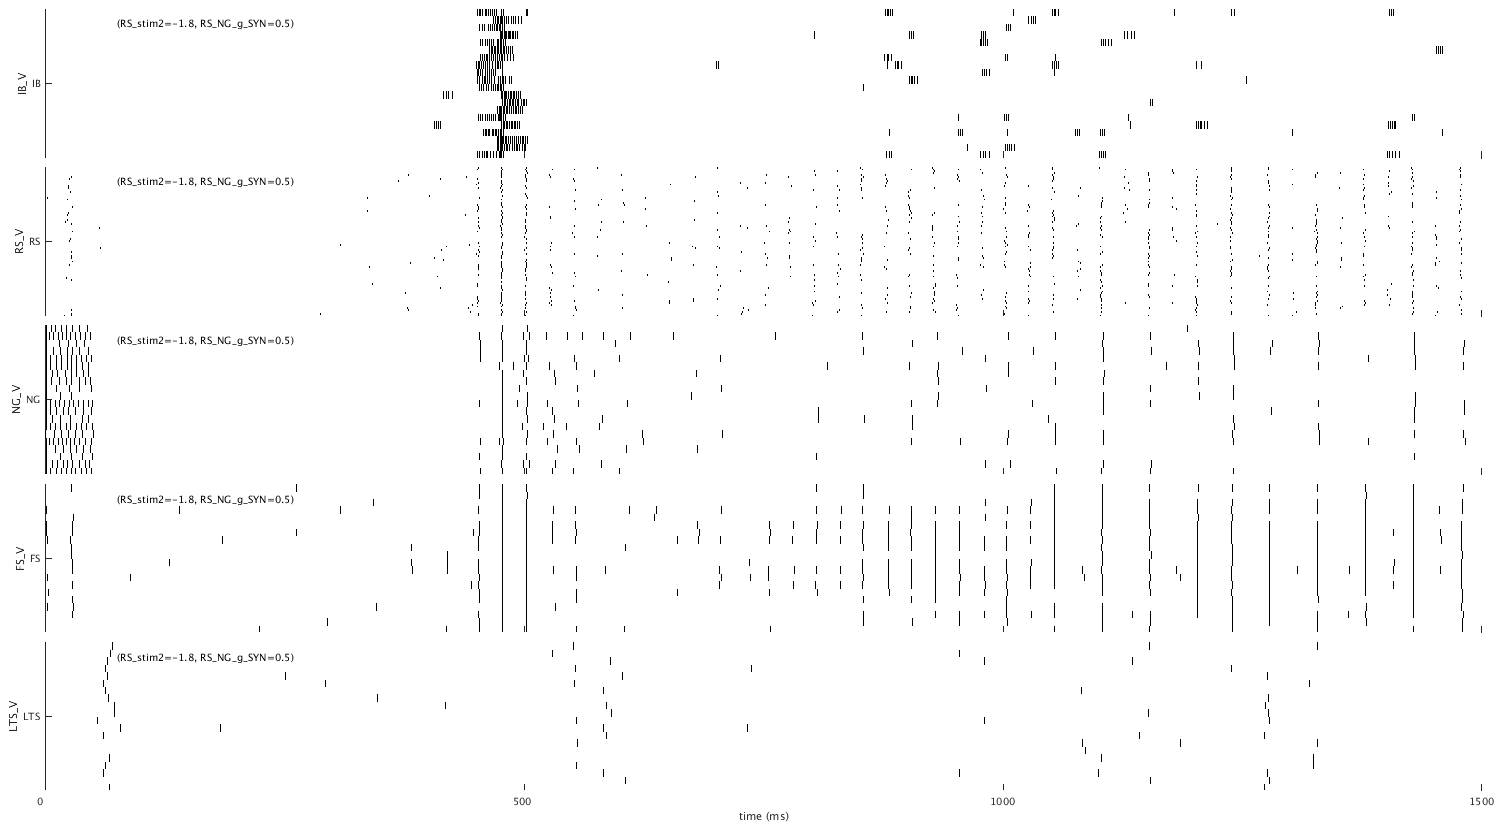 (RS_stim2=−1.8, RS_NG_g_SYN=0.5)
IB_V
IB
(RS_stim2=−1.8, RS_NG_g_SYN=0.5)
RS_V
RS
(RS_stim2=−1.8, RS_NG_g_SYN=0.5)
NG_V
NG
(RS_stim2=−1.8, RS_NG_g_SYN=0.5)
FS_V
FS
(RS_stim2=−1.8, RS_NG_g_SYN=0.5)
LTS_V
LTS
0 500 1000 1500
time (ms)